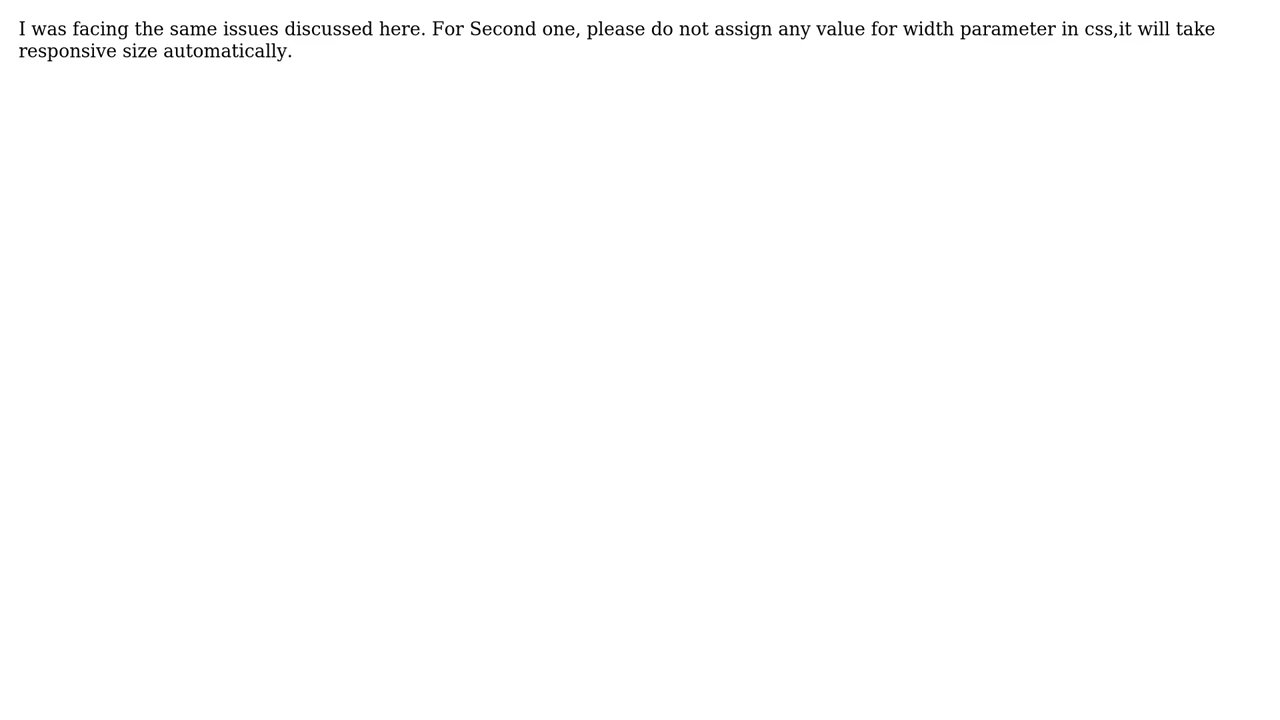 I was facing the same issues discussed here. For Second one, please do not assign any value for width parameter in css,it will take
responsive size automatically.